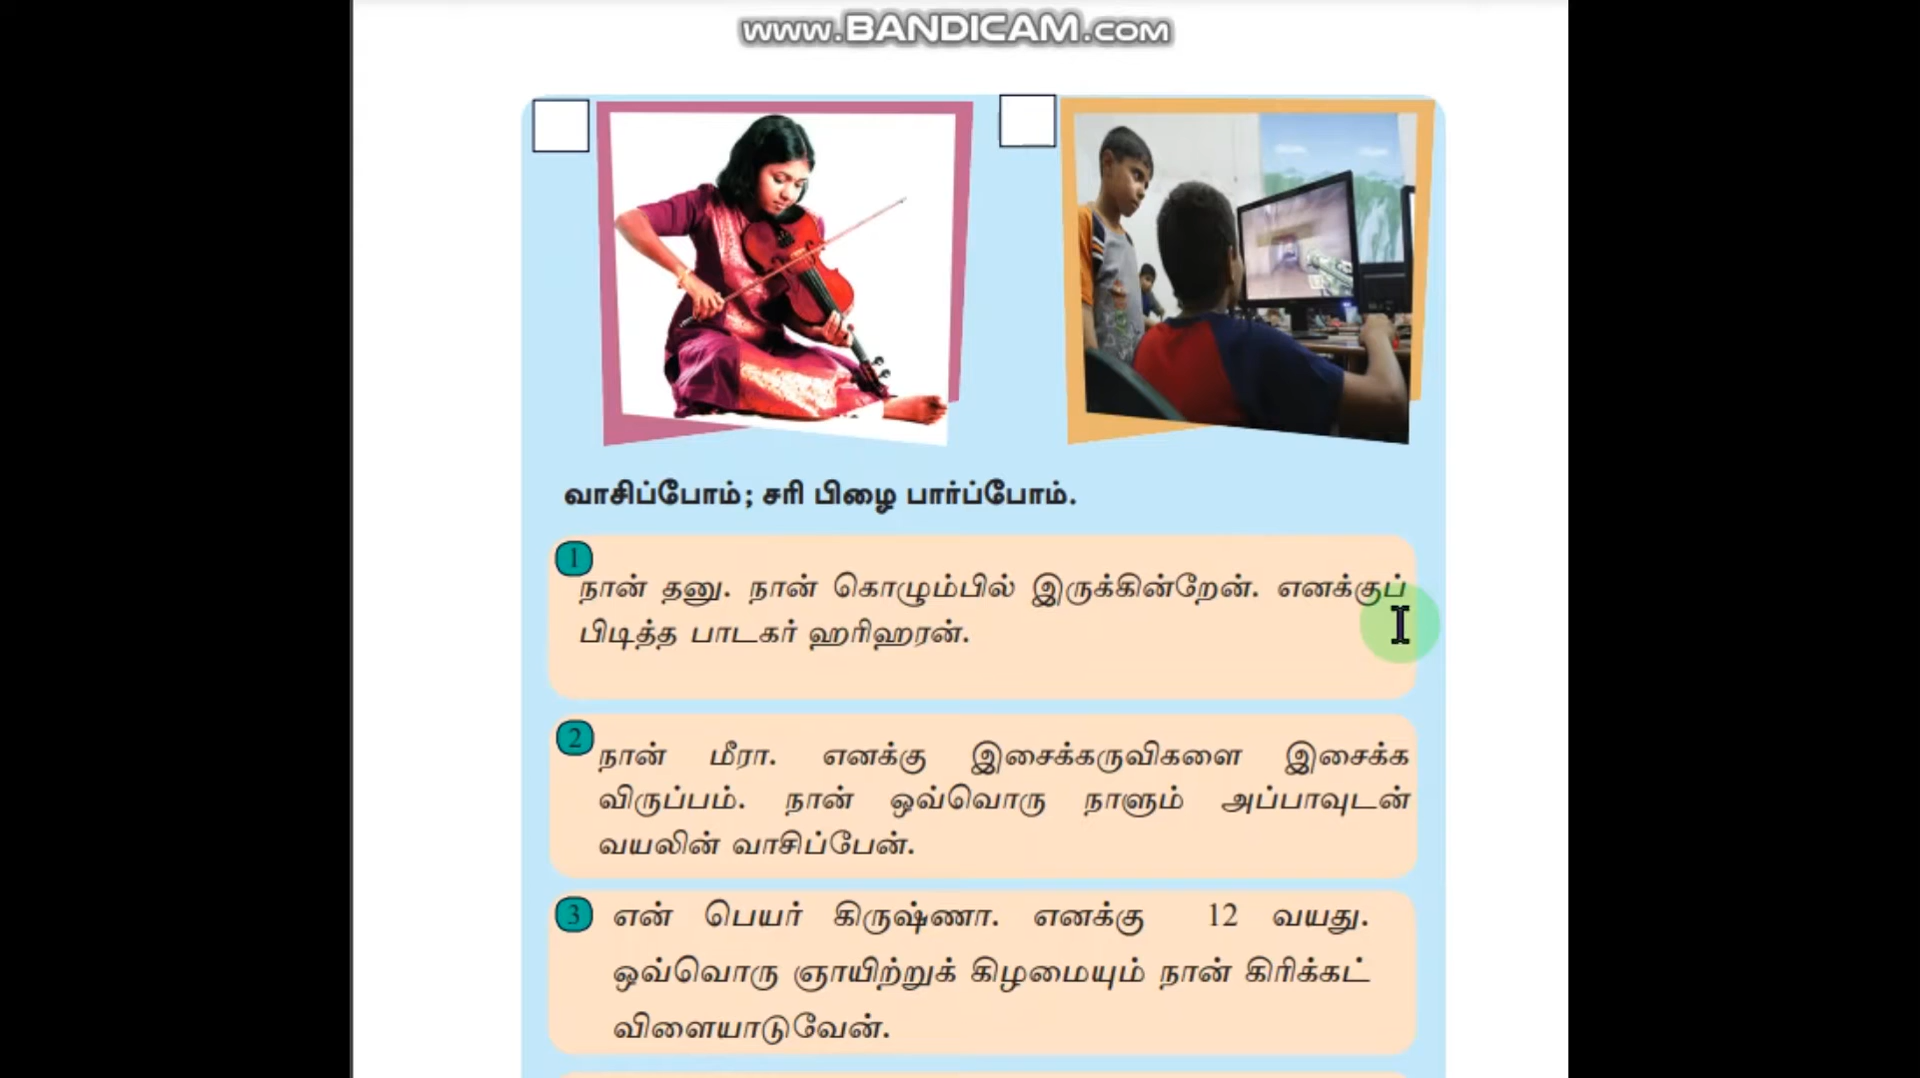 www.BANDICAM.com
வாசிப்போம்; சரி பிழை பார்ப்போம்.
1
நான் தனு. நான் கொழும்பில் இருக்கின்றேன். எனக்குப்
பிடித்த பாடகர் ஹரிஹரன்.
2
நான் மீரா. எனக்கு இசைக்கருவிகளை இசைக்க
விருப்பம். நான் ஒவ்வொரு நாளும் அப்பாவுடன்
வயலின் வாசிப்பேன்.
3 என் பெயர் கிருஷ்ணா. எனக்கு 12 வயது.
ஒவ்வொரு ஞாயிற்றுக் கிழமையும் நான் கிரிக்கட்
விளையாடுவேன்.